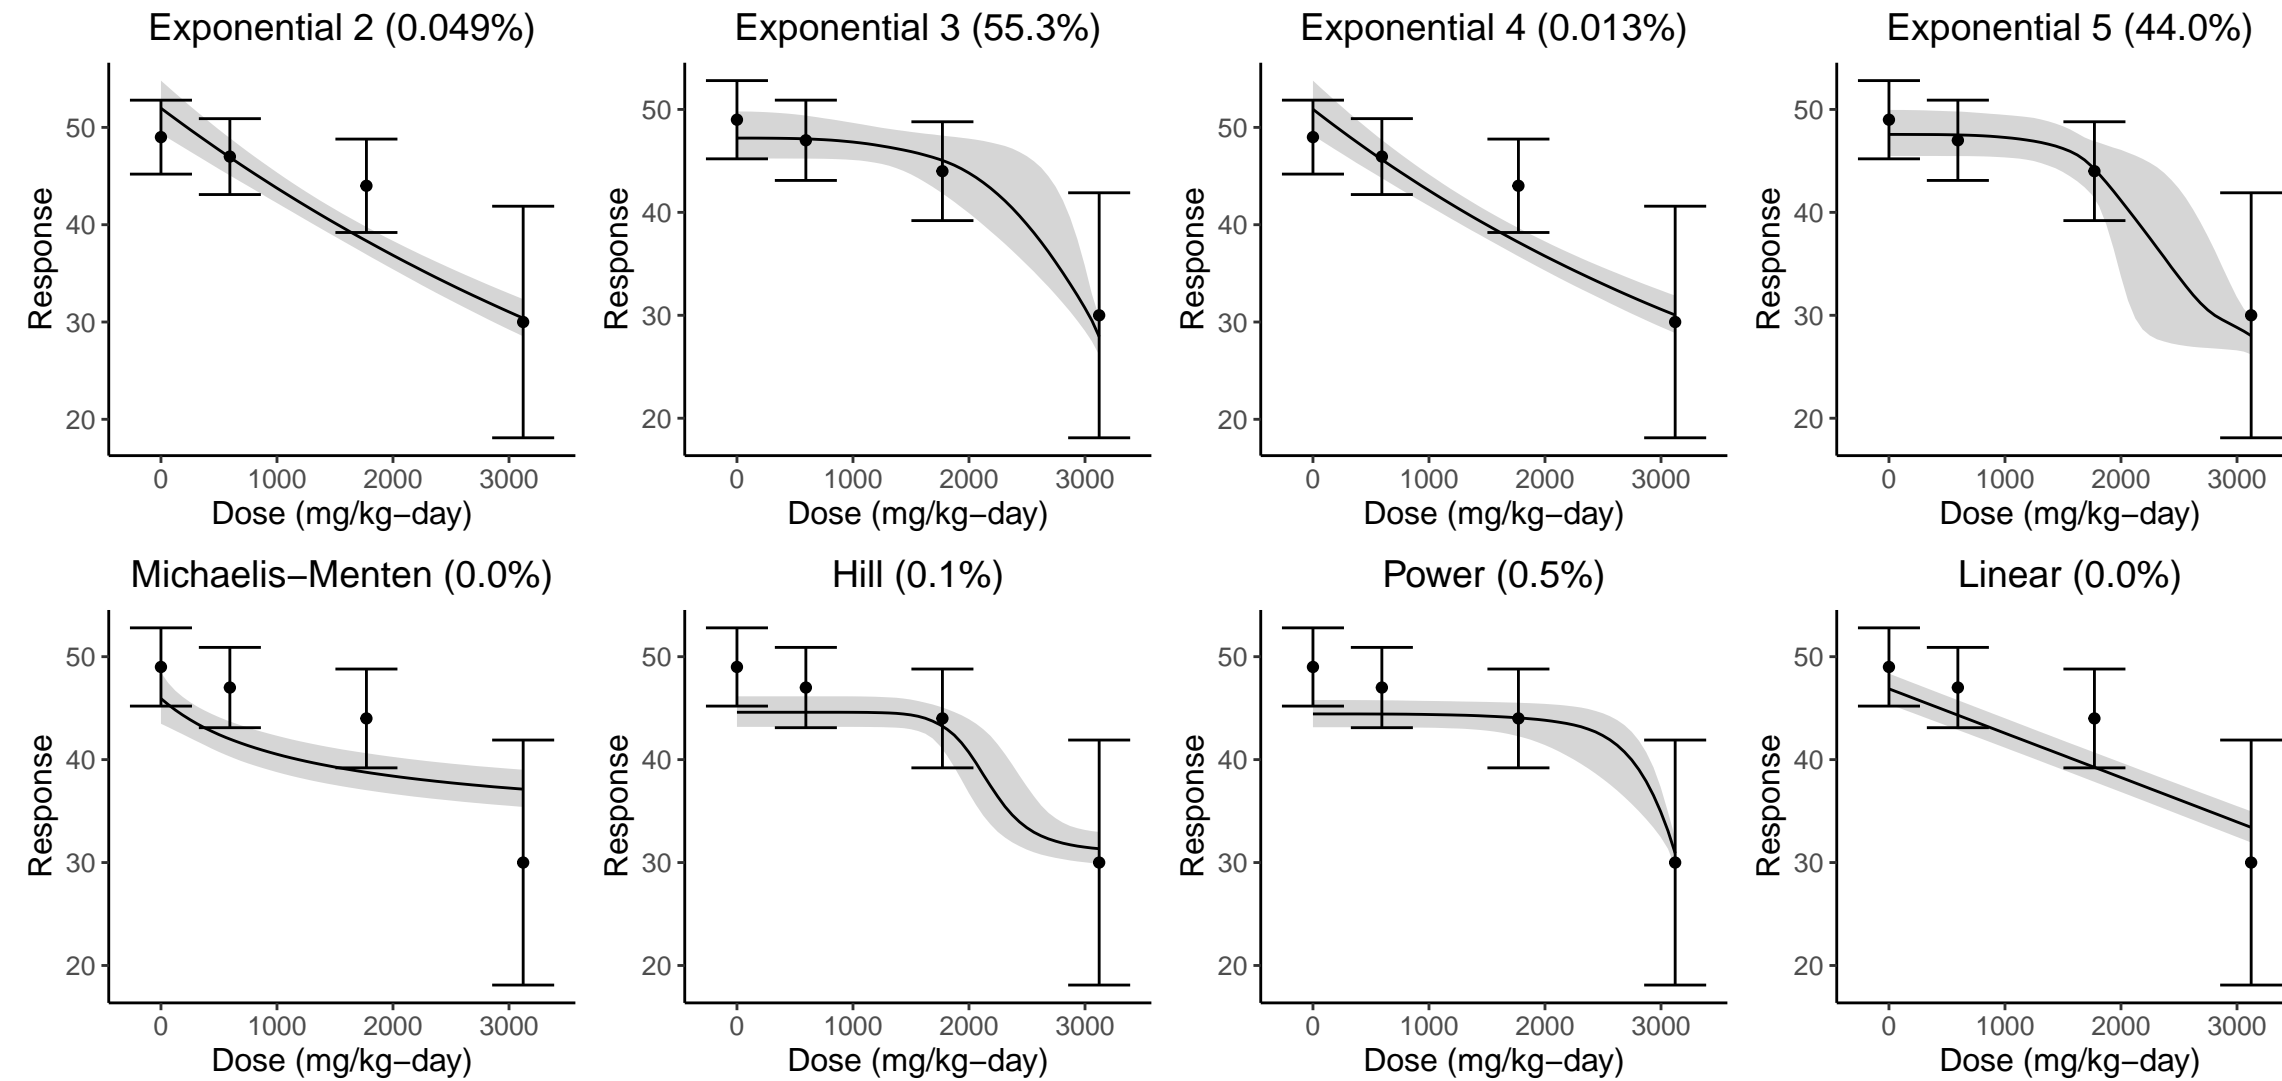 Exponential 2 (0.049%)
Response
50
40
30
20
0 1000 2000 3000
Dose (mg/kg−day)
Exponential 3 (55.3%)
Response
50
40
30
20
0 1000 2000 3000
Dose (mg/kg−day)
Exponential 4 (0.013%)
Response
50
40
30
20
0 1000 2000 3000
Dose (mg/kg−day)
Exponential 5 (44.0%)
Response
50
40
30
20
0 1000 2000 3000
Dose (mg/kg−day)
Michaelis−Menten (0.0%)
Response
50
40
30
20
0 1000 2000 3000
Dose (mg/kg−day)
Hill (0.1%)
Response
50
40
30
20
0 1000 2000 3000
Dose (mg/kg−day)
Power (0.5%)
Response
50
40
30
20
0 1000 2000 3000
Dose (mg/kg−day)
Linear (0.0%)
Response
50
40
30
20
0 1000 2000 3000
Dose (mg/kg−day)